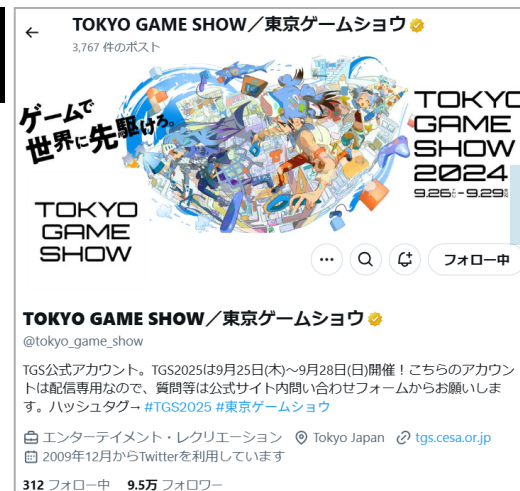 TOKYO GAME SHOW／東京ゲームショウ
3,767 件のポスト
ゲームで
世界に先駆けろ。
TOKYO
GAME
SHOW
2024
9.26 - 9.29
TOKYO
GAME
SHOW
フォロー中
TOKYO GAME SHOW／東京ゲームショウ
@tokyo_game_show
TGS公式アカウント。TGS2025は9月25日(木)～9月28日(日)開催！こちらのアカウン
トは配信専用なので、質問等は公式サイト内問い合わせフォームからお願いしま
す。ハッシュタグ→ #TGS2025 #東京ゲームショウ
エンターテイメント・レクリエーション Tokyo Japan tgs.cesa.or.jp
2009年12月からTwitterを利用しています
312 フォロー中 9.5万 フォロワー